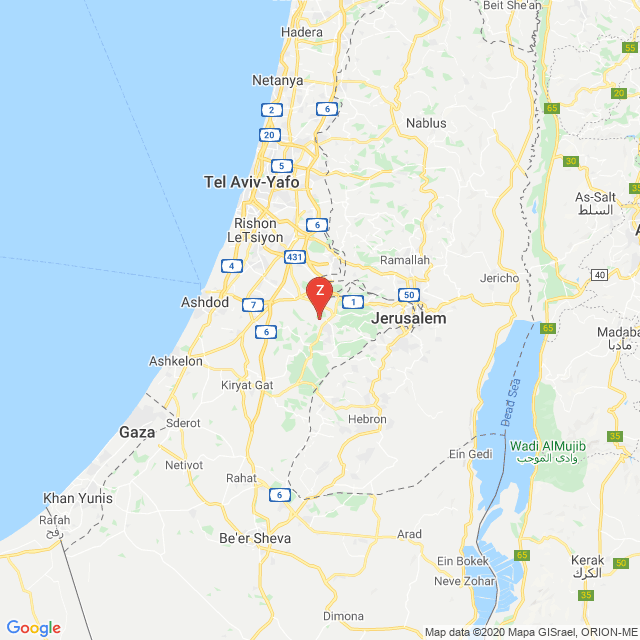 Beit She'an
Hadera
55
Netanya
65
20
2
6
Nablus
20
5
30
Tel Aviv-Yafo
As-Salt
السلط
Rishon
LeTsiyon
6
Ramallah
431
4
Jericho
40
Z
50
Ashdod
7
1
Jerusalem
6
65
Madaba
مادبا
Ashkelon
Kiryat Gat
Dead Sea
Hebron
Sderot
Gaza
35
Wadi AlMujib
وادي الموجب
Ein Gedi
Netivot
Rahat
Khan Yunis
6
Rafah
رفح
Arad
Be'er Sheva
65
Ein Bokek
Kerak
الكرك
50
Neve Zohar
35
Dimona
Google
Map data ©2020 Mapa GISrael, ORION-ME